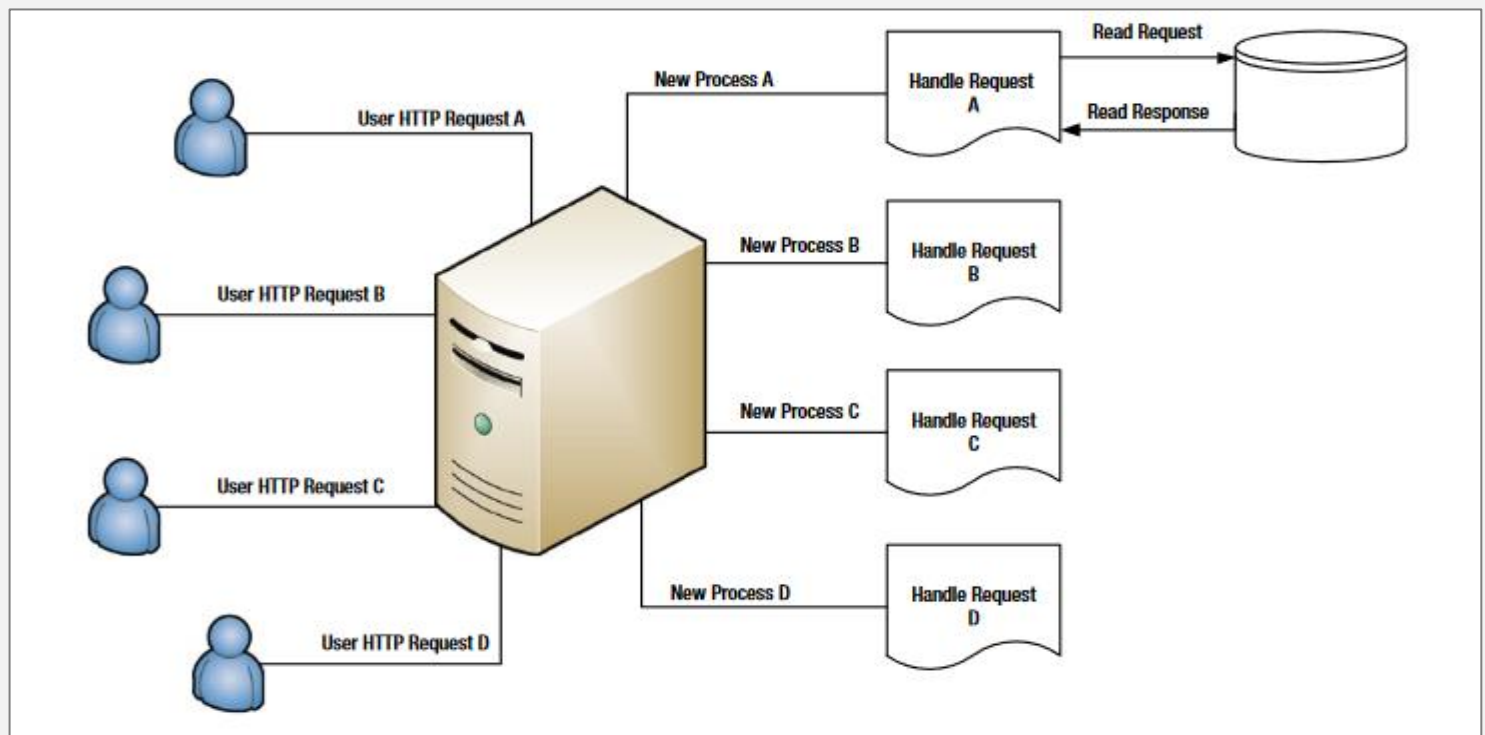 Read Request
New Process A
Handle Request
A
Read Response
User HTTP Request A
New Process B
Handle Request
B
User HTTP Request B
New Process C
Handle Request
C
User HTTP Request C
New Process D
Handle Request
D
User HTTP Request D